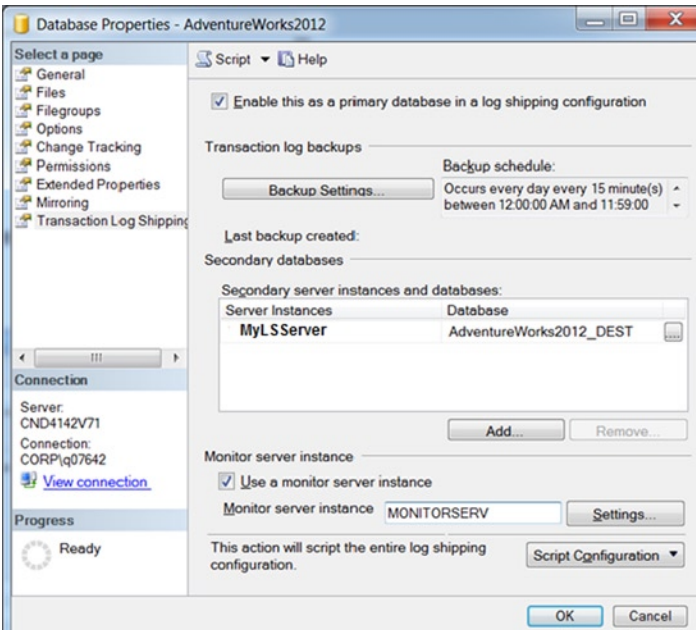 Database Properties - AdventureWorks2012
Select a page
General
Files
Filegroups
Options
Change Tracking
Permissions
Extended Properties
Mirroring
Transaction Log Shipping
Connection
Server:
CND4142V71
Connection:
CORP\q07642
View connection
Progress
Ready
Script
Help
Enable this as a primary database in a log shipping configuration
Transaction log backups
Backup Settings...
Backup schedule:
Occurs every day every 15 minute(s)
between 12:00:00 AM and 11:59:00
Last backup created:
Secondary databases
Secondary server instances and databases:
Server Instances Database
MyLSServer AdventureWorks2012_DEST ...
Add... Remove...
Monitor server instance
Use a monitor server instance
Monitor server instance MONITORSERV Settings...
This action will script the entire log shipping
configuration.
Script Configuration
OK Cancel